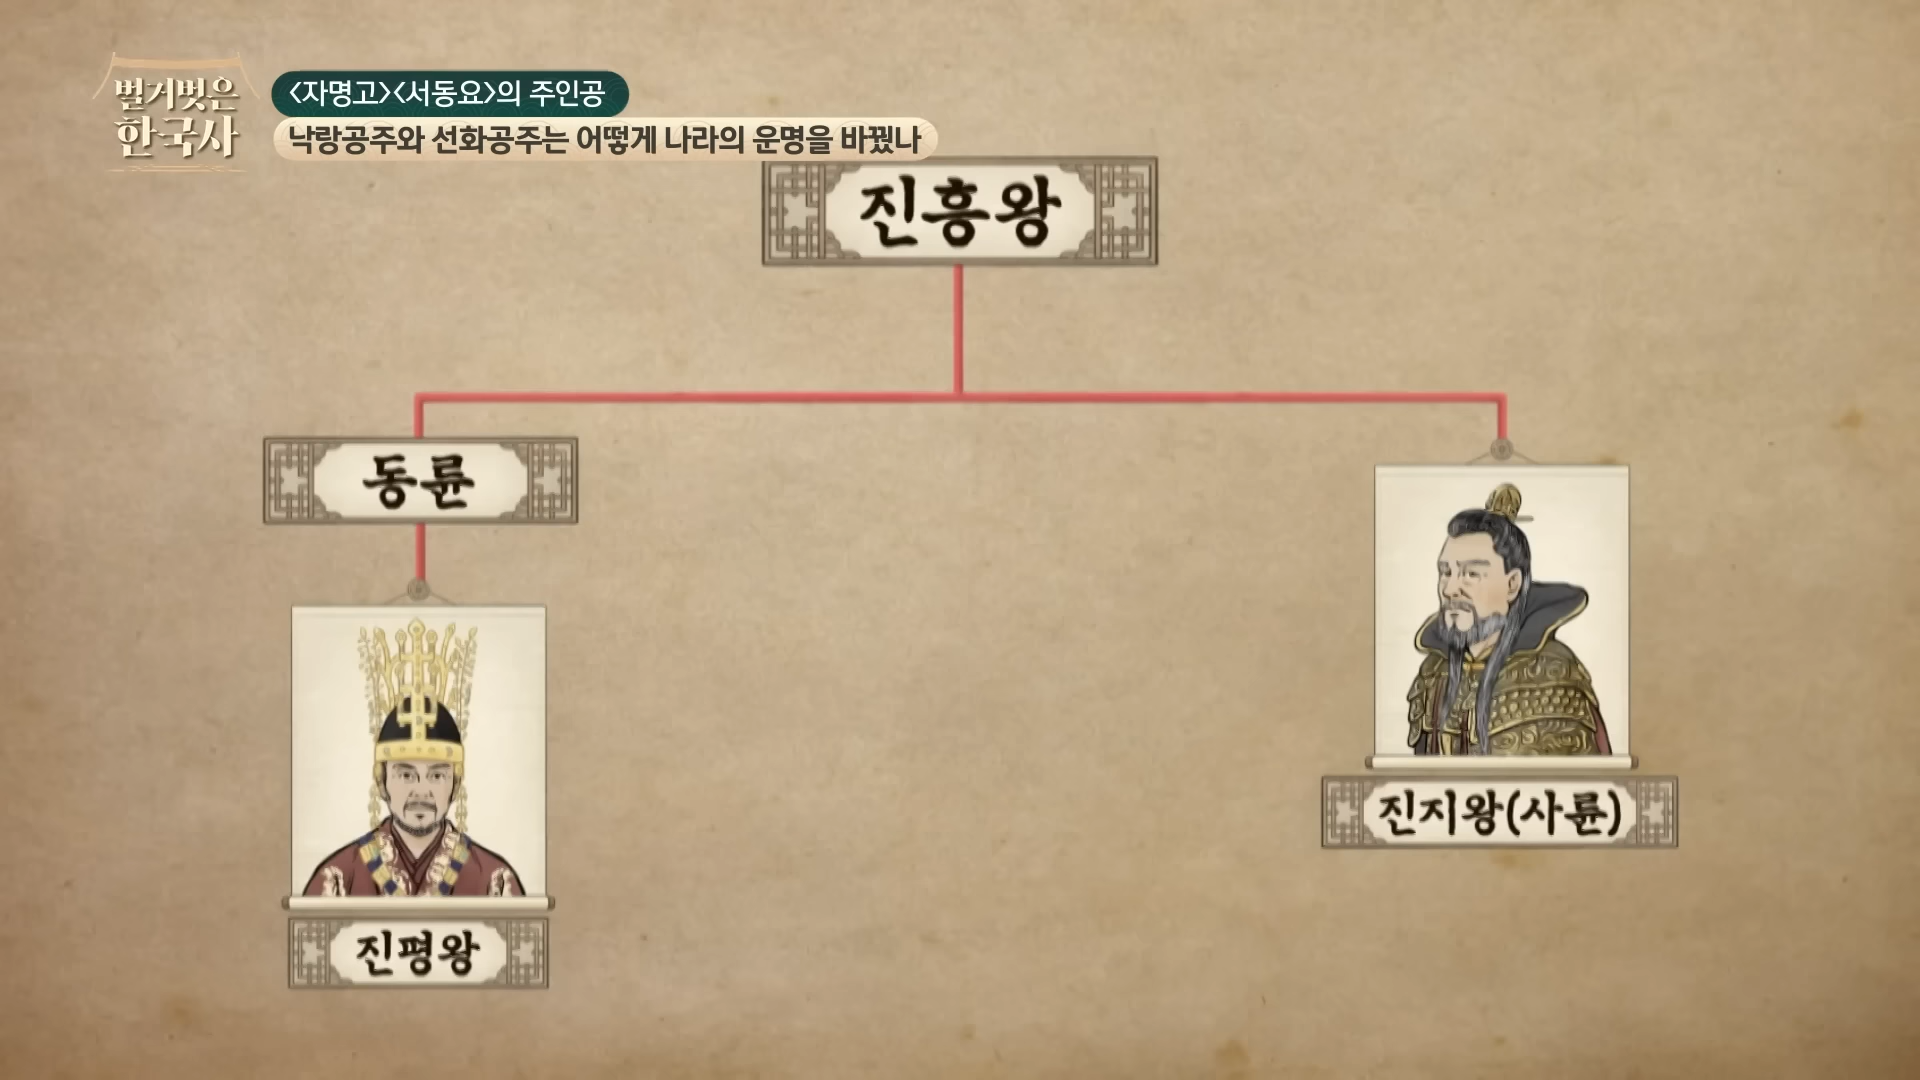 벌거벗은
한국사
<자명고><서동요>의 주인공
낙랑공주와 선화공주는 어떻게 나라의 운명을 바꿨나
진흥왕
동륜
진평왕
진지왕(사륜)